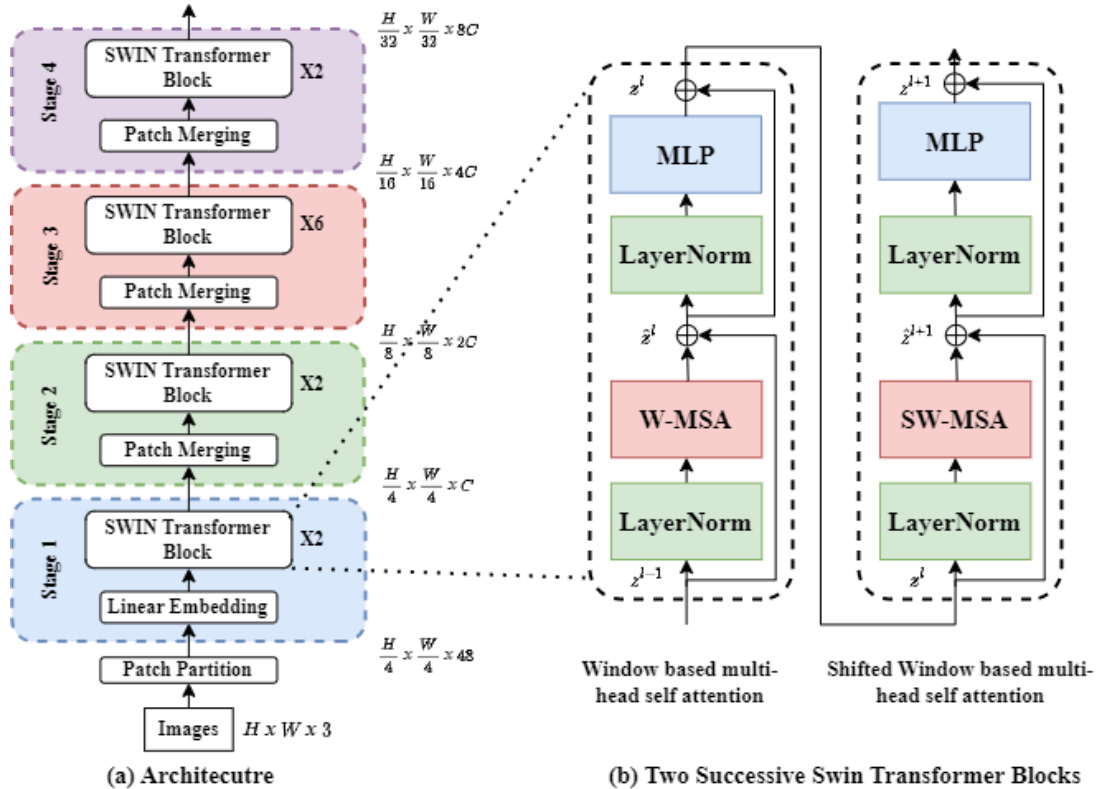 H/32 x W/32 x 8C
Stage 4
SWIN Transformer
Block
X2
Patch Merging
H/16 x W/16 x 4C
Stage 3
SWIN Transformer
Block
X6
Patch Merging
H/8 x W/8 x 2C
Stage 2
SWIN Transformer
Block
X2
Patch Merging
H/4 x W/4 x C
Stage 1
SWIN Transformer
Block
X2
Linear Embedding
H/4 x W/4 x 48
Patch Partition
Images
H x W x 3
(a) Architecutre
z^l
MLP
LayerNorm
ẑ^l
W-MSA
LayerNorm
z^{l-1}
Window based multi-
head self attention
z^{l+1}
MLP
LayerNorm
ẑ^{l+1}
SW-MSA
LayerNorm
z^l
Shifted Window based multi-
head self attention
(b) Two Successive Swin Transformer Blocks